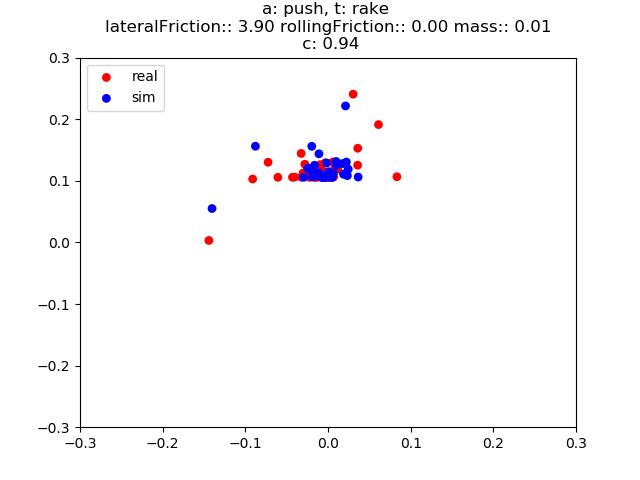 a: push, t: rake
lateralFriction:: 3.90 rollingFriction:: 0.00 mass:: 0.01
c: 0.94
real
sim
0.3
0.2
0.1
0.0
−0.1
−0.2
−0.3
−0.3
−0.2
−0.1
0.0
0.1
0.2
0.3